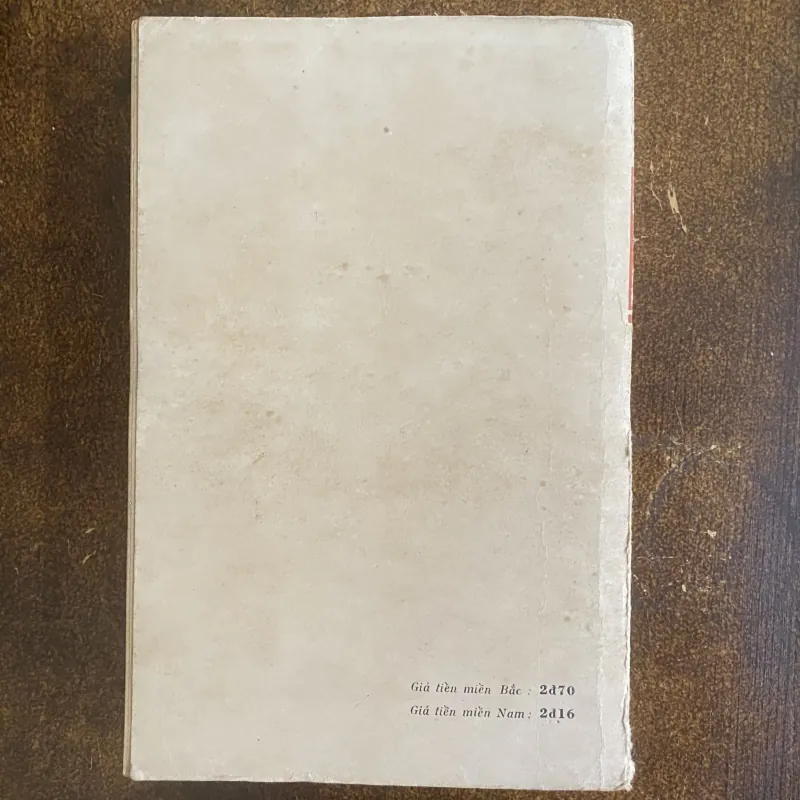 Giá tiền miền Bắc : 2đ70
Giá tiền miền Nam : 2đ16